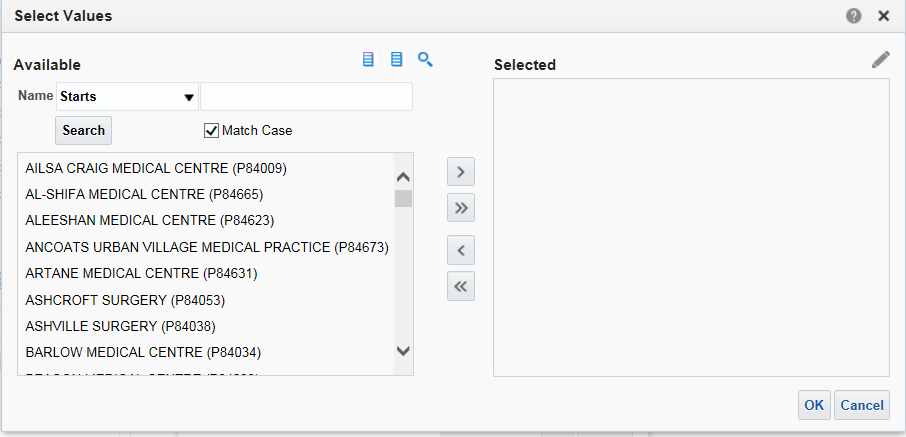 Select Values
?
Available
Selected
Name Starts
Search
Match Case
AILSA CRAIG MEDICAL CENTRE (P84009)
AL-SHIFA MEDICAL CENTRE (P84665)
ALEESHAN MEDICAL CENTRE (P84623)
ANCOATS URBAN VILLAGE MEDICAL PRACTICE (P84673)
ARTANE MEDICAL CENTRE (P84631)
ASHCROFT SURGERY (P84053)
ASHVILLE SURGERY (P84038)
BARLOW MEDICAL CENTRE (P84034)
OK Cancel